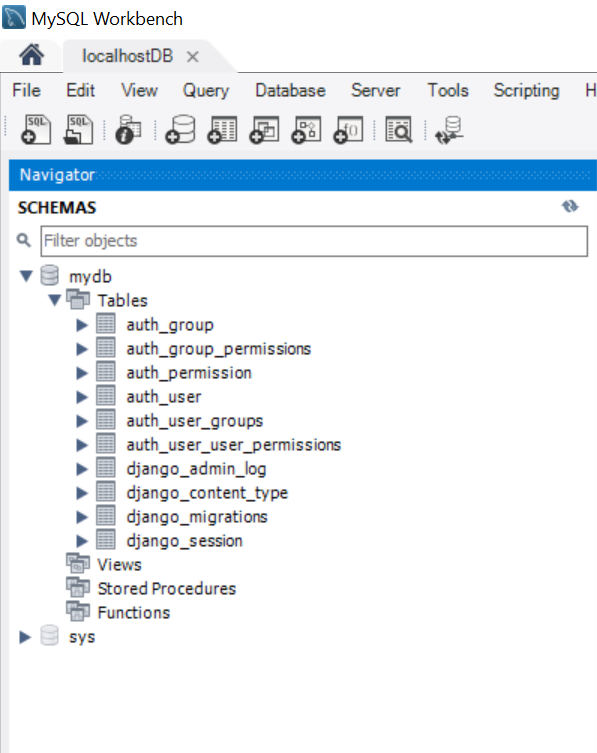 MySQL Workbench
localhostDB
File Edit View Query Database Server Tools Scripting H
SQL SQL
Navigator
SCHEMAS
Filter objects
mydb
Tables
auth_group
auth_group_permissions
auth_permission
auth_user
auth_user_groups
auth_user_user_permissions
django_admin_log
django_content_type
django_migrations
django_session
Views
Stored Procedures
Functions
sys